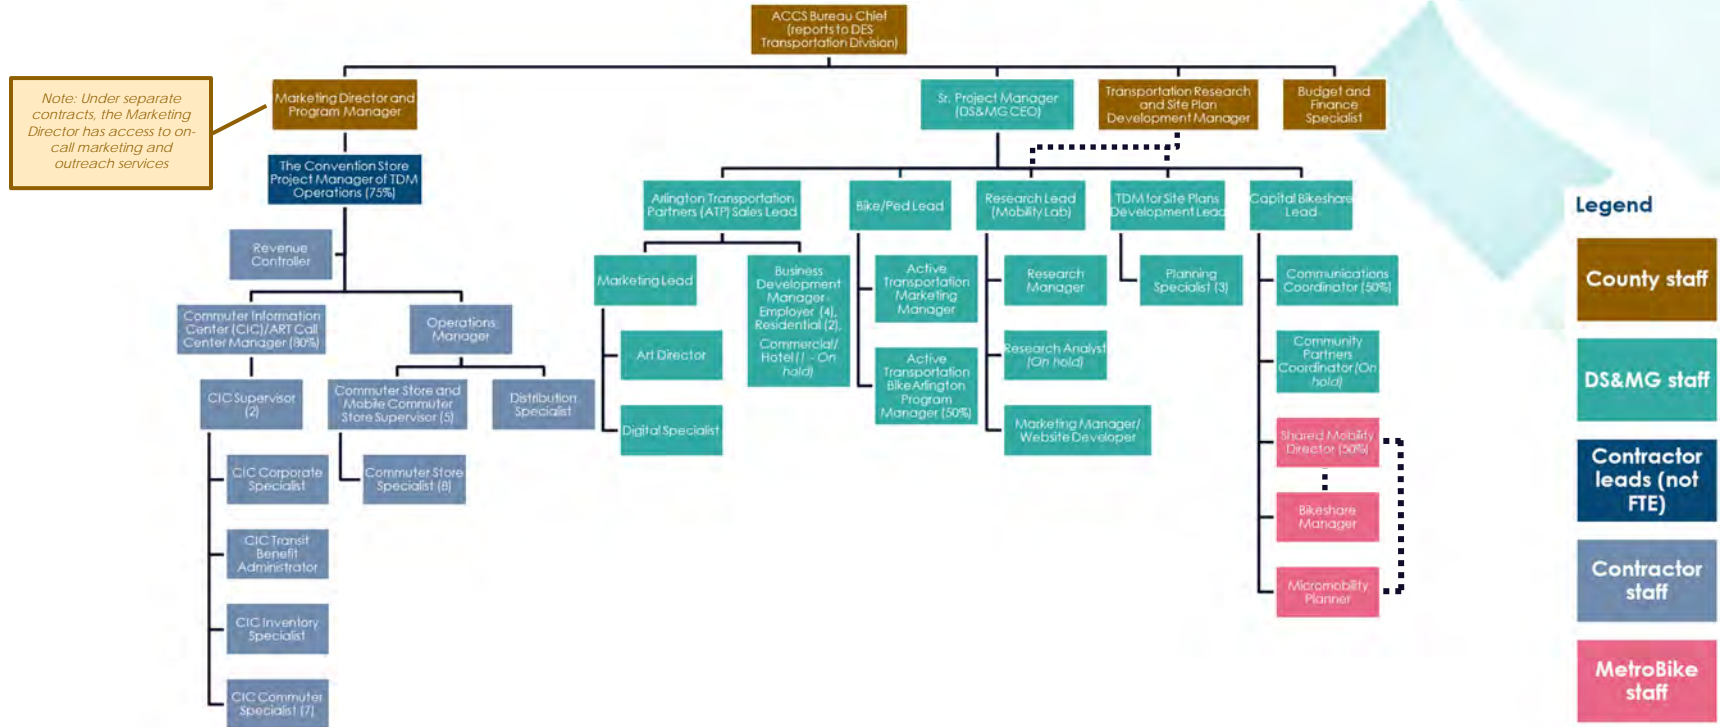 ACCS Bureau Chief
(reports to DES
Transportation Division)
Note: Under separate
contracts, the Marketing
Director has access to on-
call marketing and
outreach services
Marketing Director and
Program Manager
Sr. Project Manager
(DS&MG CEO)
Transportation Research
and Site Plan
Development Manager
Budget and
Finance
Specialist
The Convention Store
Project Manager of TDM
Operations (75%)
Revenue
Controller
Commuter Information
Center (CIC)/ART Call
Center Manager (80%)
Operations
Manager
CIC Supervisor
(2)
Commuter Store and
Mobile Commuter
Store Supervisor (5)
Distribution
Specialist
CIC Corporate
Specialist
Commuter Store
Specialist (8)
CIC Transit
Benefit
Administrator
CIC Inventory
Specialist
CIC Commuter
Specialist (7)
Arlington Transportation
Partners (ATP) Sales Lead
Bike/Ped Lead
Research Lead
(Mobility Lab)
TDM for Site Plans
Development Lead
Capital Bikeshare
Lead
Marketing Lead
Business
Development
Manager
Employer (4),
Residential (2),
Commercial/
Hotel (1 - On
hold)
Art Director
Digital Specialist
Active
Transportation
Marketing
Manager
Active
Transportation
BikeArlington
Program
Manager (50%)
Research
Manager
Research Analyst
(On hold)
Marketing Manager/
Website Developer
Planning
Specialist (3)
Communications
Coordinator (50%)
Community
Partners
Coordinator (On
hold)
Shared Mobility
Director (50%)
Bikeshare
Manager
Micromobility
Planner
Legend
County staff
DS&MG staff
Contractor
leads (not
FTE)
Contractor
staff
MetroBike
staff